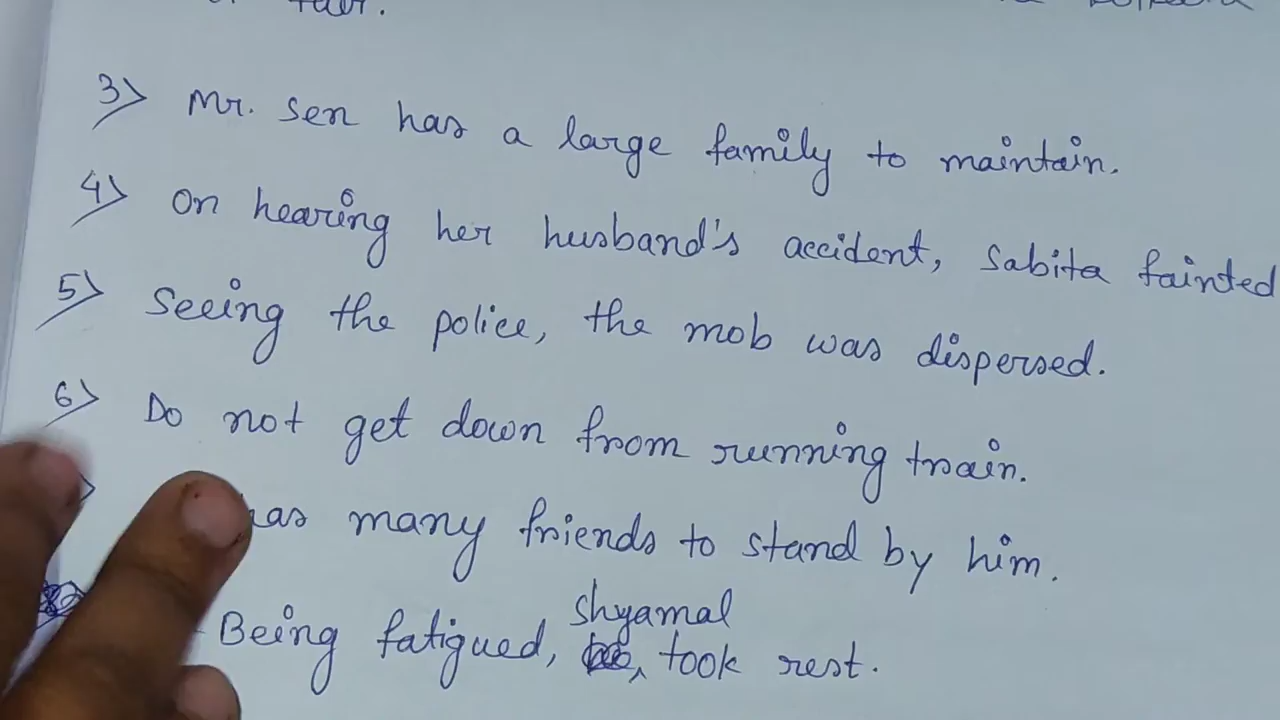 fair.
3) Mr. Sen has a large family to maintain.
4) On hearing her husband's accident, Sabita fainted
5) Seeing the police, the mob was dispersed.
6) Do not get down from running train.
has many friends to stand by him.
Being fatigued, shyamal took rest.